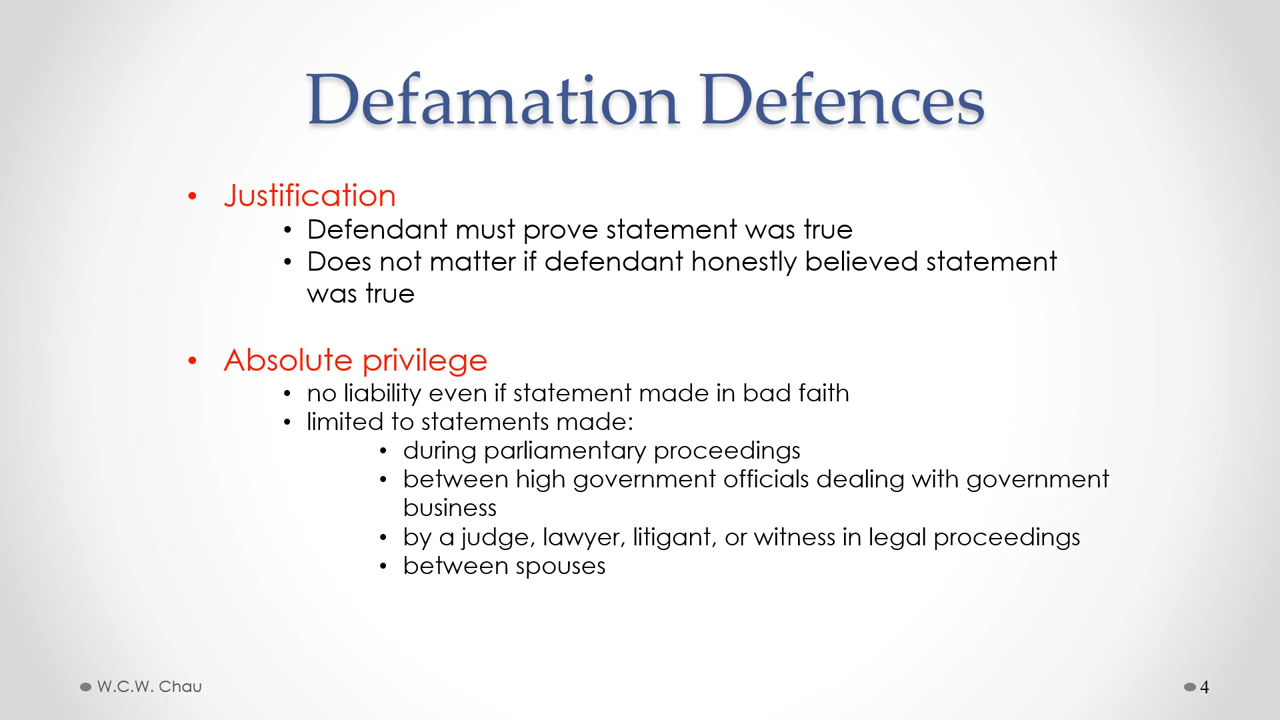 Defamation Defences
• Justification
• Defendant must prove statement was true
• Does not matter if defendant honestly believed statement
was true
• Absolute privilege
• no liability even if statement made in bad faith
• limited to statements made:
• during parliamentary proceedings
• between high government officials dealing with government
business
• by a judge, lawyer, litigant, or witness in legal proceedings
• between spouses
W.C.W. Chau
4